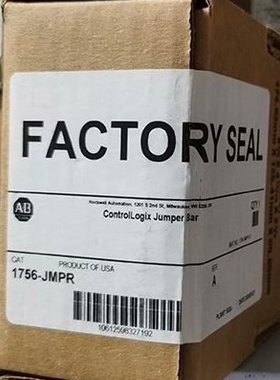 FACTORY SEAL
Rockwell Automation, 1201 S 2nd St, Milwaukee, WI
ControlLogix Jumper Bar
QTY 1
AB
CAT
PRODUCT OF USA
1756-JMPR
SER
A
10612598327192